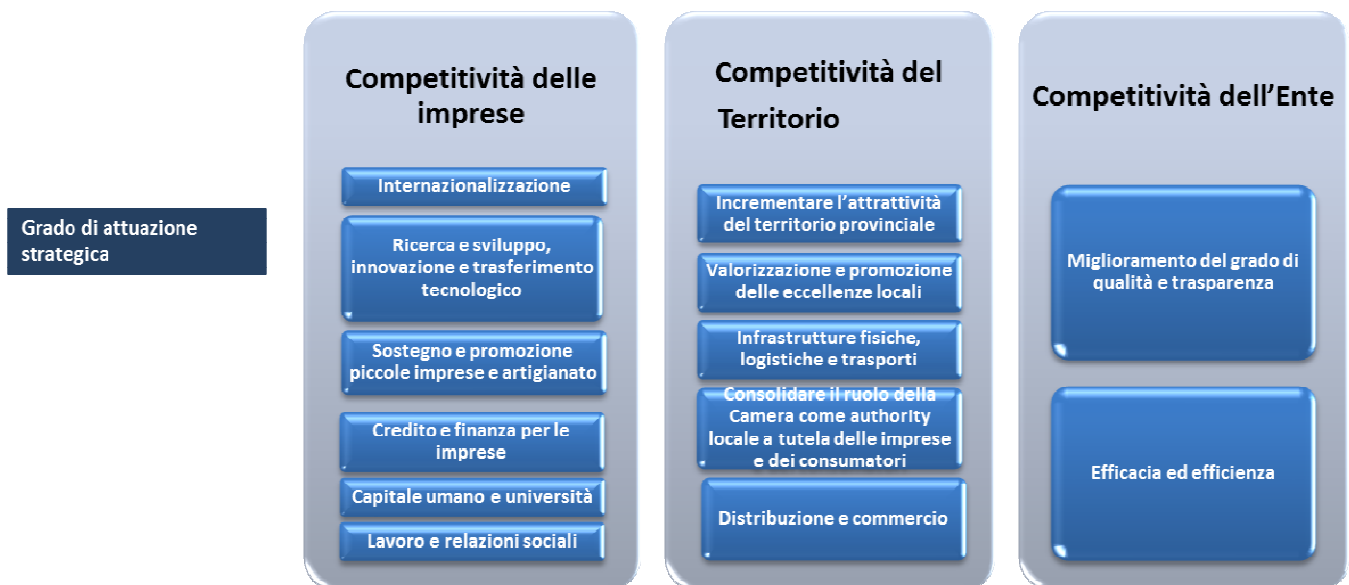 Grado di attuazione
strategica
Competitività delle
imprese
Internazionalizzazione
Ricerca e sviluppo,
innovazione e trasferimento
tecnologico
Sostegno e promozione
piccole imprese e artigianato
Credito e finanza per le
imprese
Capitale umano e università
Lavoro e relazioni sociali
Competitività del
Territorio
Incrementare l'attrattività
del territorio provinciale
Valorizzazione e promozione
delle eccellenze locali
Infrastrutture fisiche,
logistiche e trasporti
Consolidare il ruolo della
Camera come authority
locale a tutela delle imprese
e dei consumatori
Distribuzione e commercio
Competitività dell'Ente
Miglioramento del grado di
qualità e trasparenza
Efficacia ed efficienza